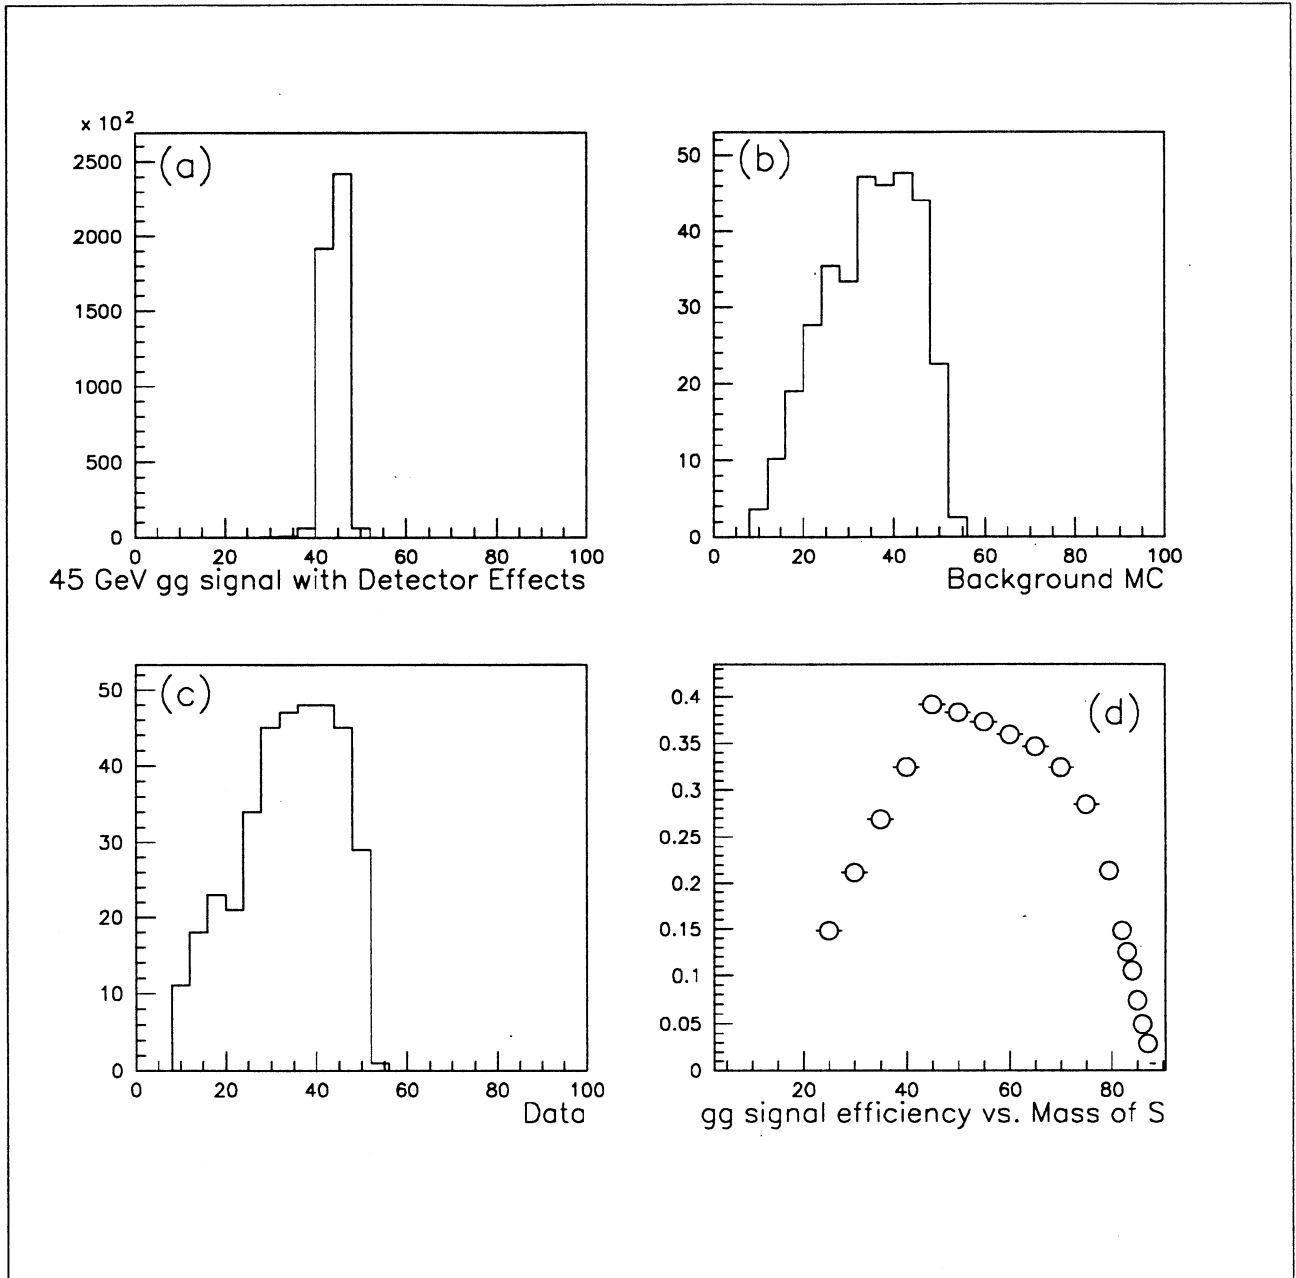 x 10²
(a)
2500
2000
1500
1000
500
0
0 20 40 60 80 100
45 GeV gg signal with Detector Effects
(b)
50
40
30
20
10
0
0 20 40 60 80 100
Background MC
(c)
50
40
30
20
10
0
0 20 40 60 80 100
Data
(d)
0.4
0.35
0.3
0.25
0.2
0.15
0.1
0.05
0
20 40 60 80
gg signal efficiency vs. Mass of S